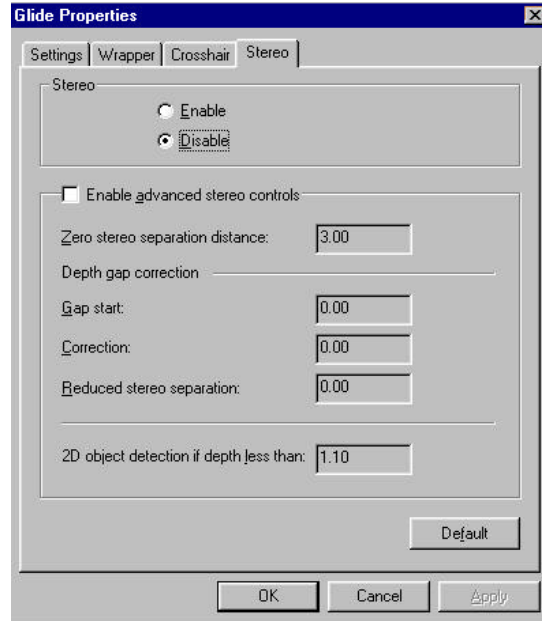 Glide Properties
Settings Wrapper Crosshair Stereo
Stereo
Enable
Disable
Enable advanced stereo controls
Zero stereo separation distance: 3.00
Depth gap correction
Gap start: 0.00
Correction: 0.00
Reduced stereo separation: 0.00
2D object detection if depth less than: 1.10
Default
OK Cancel Apply